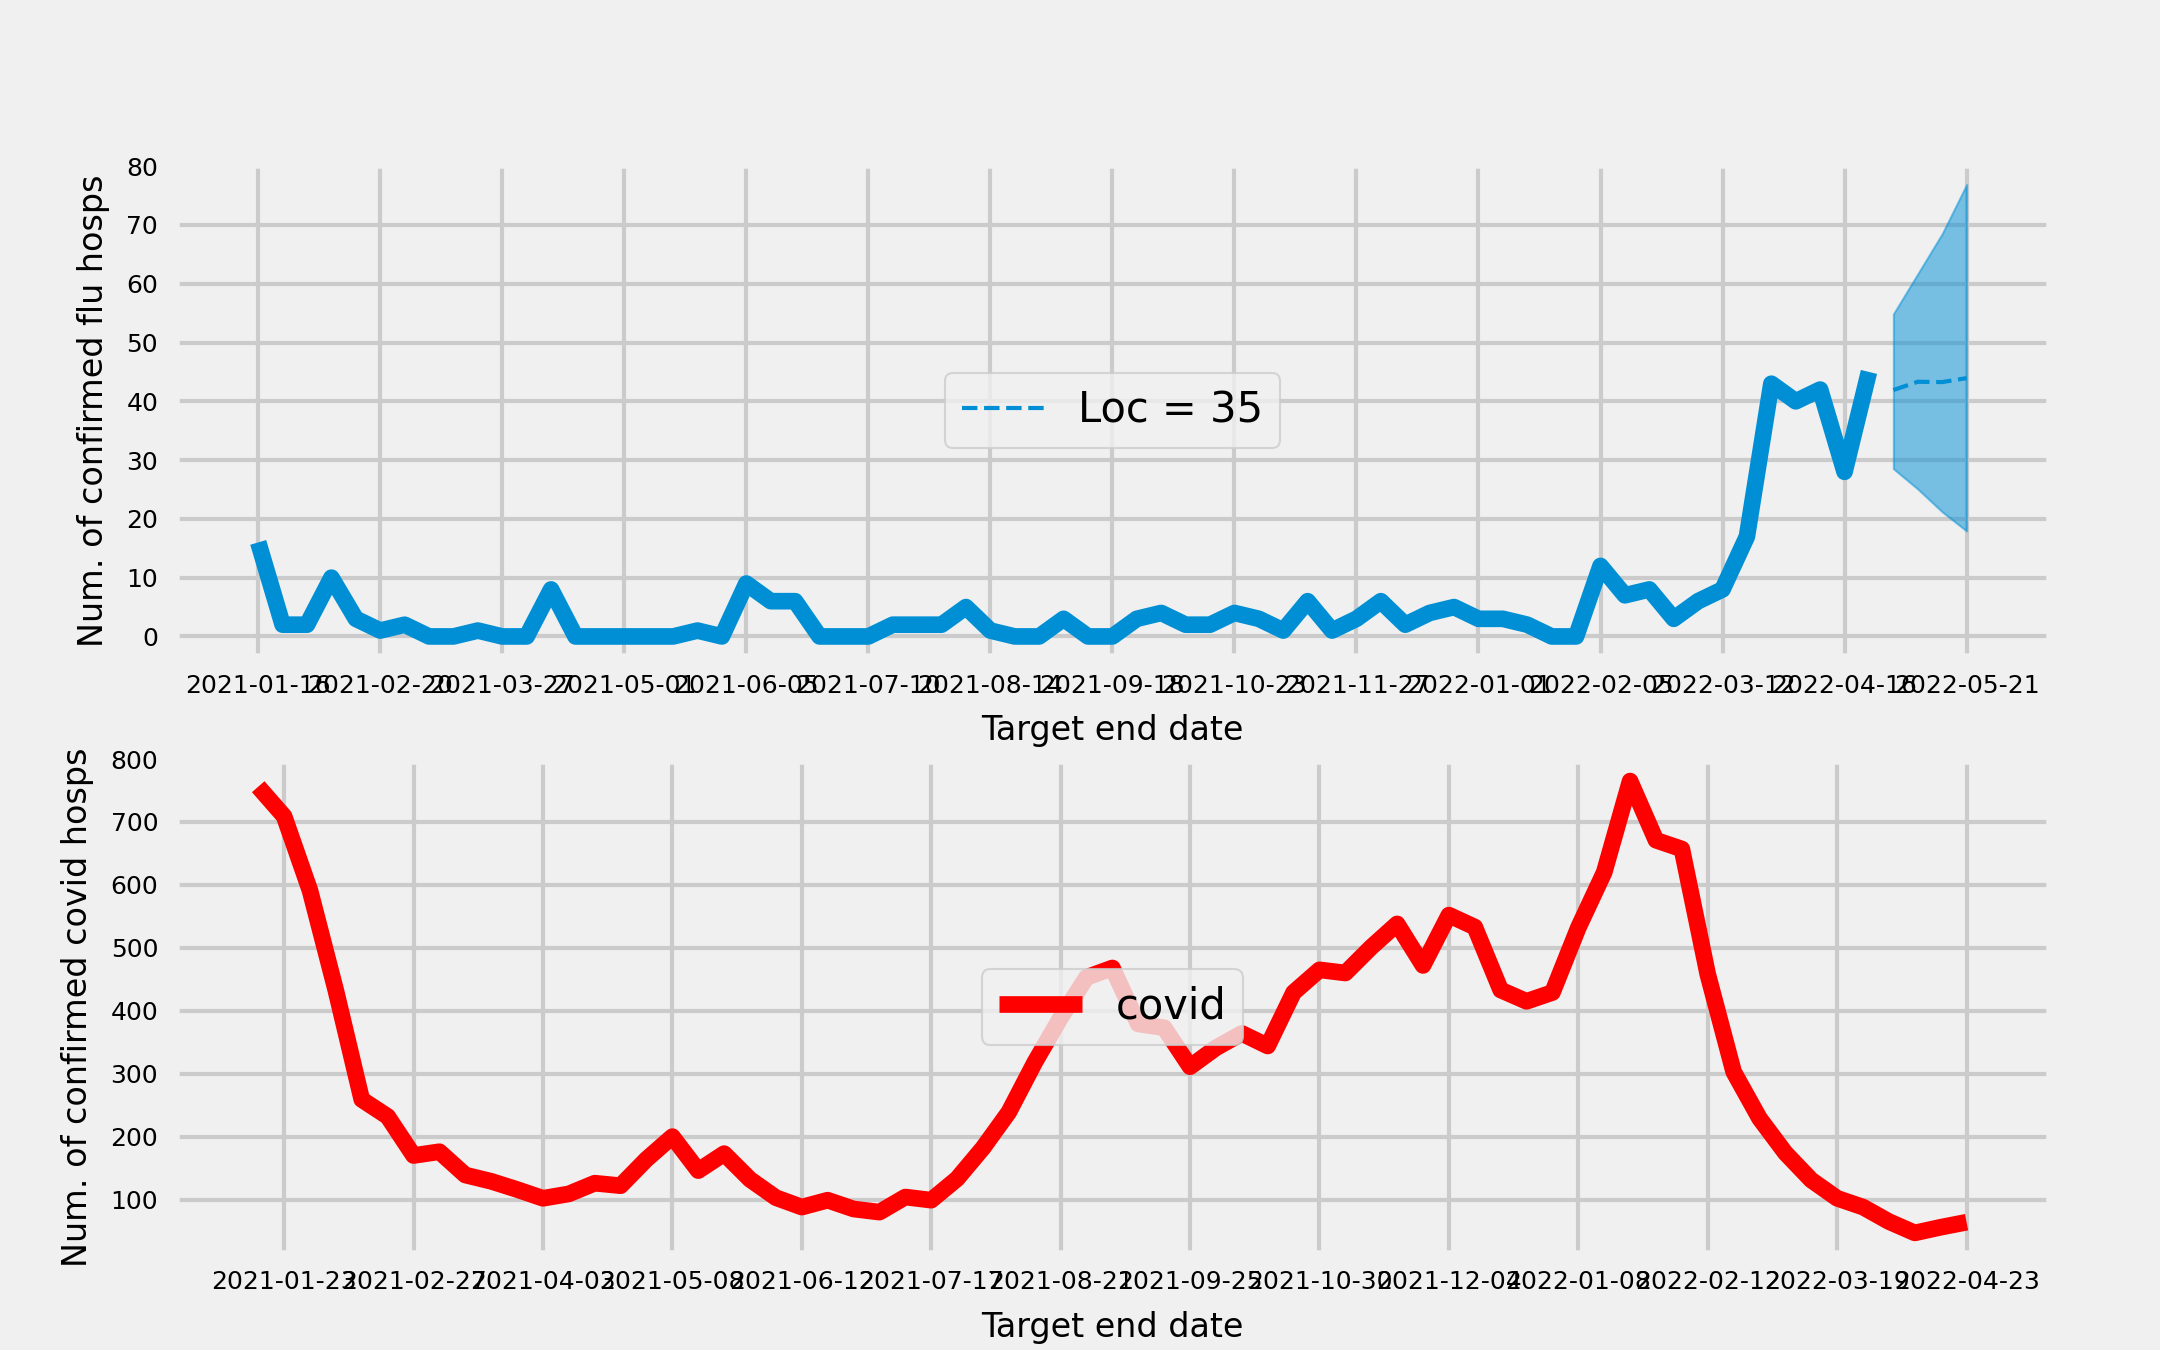 80
70
60
50
40
30
20
10
0
Num. of confirmed flu hosps
Loc = 35
2021-01-16 2021-02-20 2021-03-27 2021-05-01 2021-06-05 2021-07-10 2021-08-14 2021-09-18 2021-10-23 2021-11-27 2022-01-01 2022-02-05 2022-03-12 2022-04-16 2022-05-21
Target end date
800
700
600
500
400
300
200
100
Num. of confirmed covid hosps
covid
2021-01-23 2021-02-27 2021-04-03 2021-05-08 2021-06-12 2021-07-17 2021-08-21 2021-09-25 2021-10-30 2021-12-04 2022-01-08 2022-02-12 2022-03-19 2022-04-23
Target end date